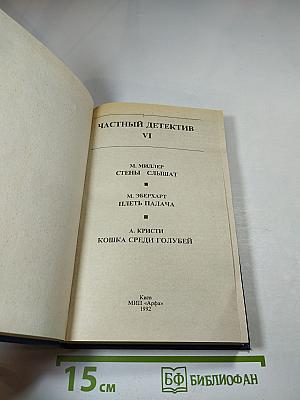 ЧАСТНЫЙ ДЕТЕКТИВ
VI
М. МИЛЛЕР
СТЕНЫ СЛЫШАТ
М. ЭБЕРХАРТ
ПЛЕТЬ ПАЛАЧА
А. КРИСТИ
КОШКА СРЕДИ ГОЛУБЕЙ
Киев
МИП «Арфа»
1992
15 см
БФ БИБЛИОФАН